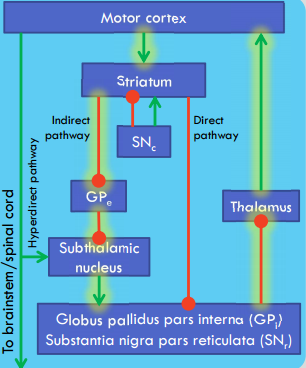 Motor cortex
Striatum
Indirect
pathway
Direct
pathway
SNc
GPe
Thalamus
Hyperdirect pathway
Subthalamic
nucleus
To brainstem/spinal cord
Globus pallidus pars interna (GPi)
Substantia nigra pars reticulata (SNr)